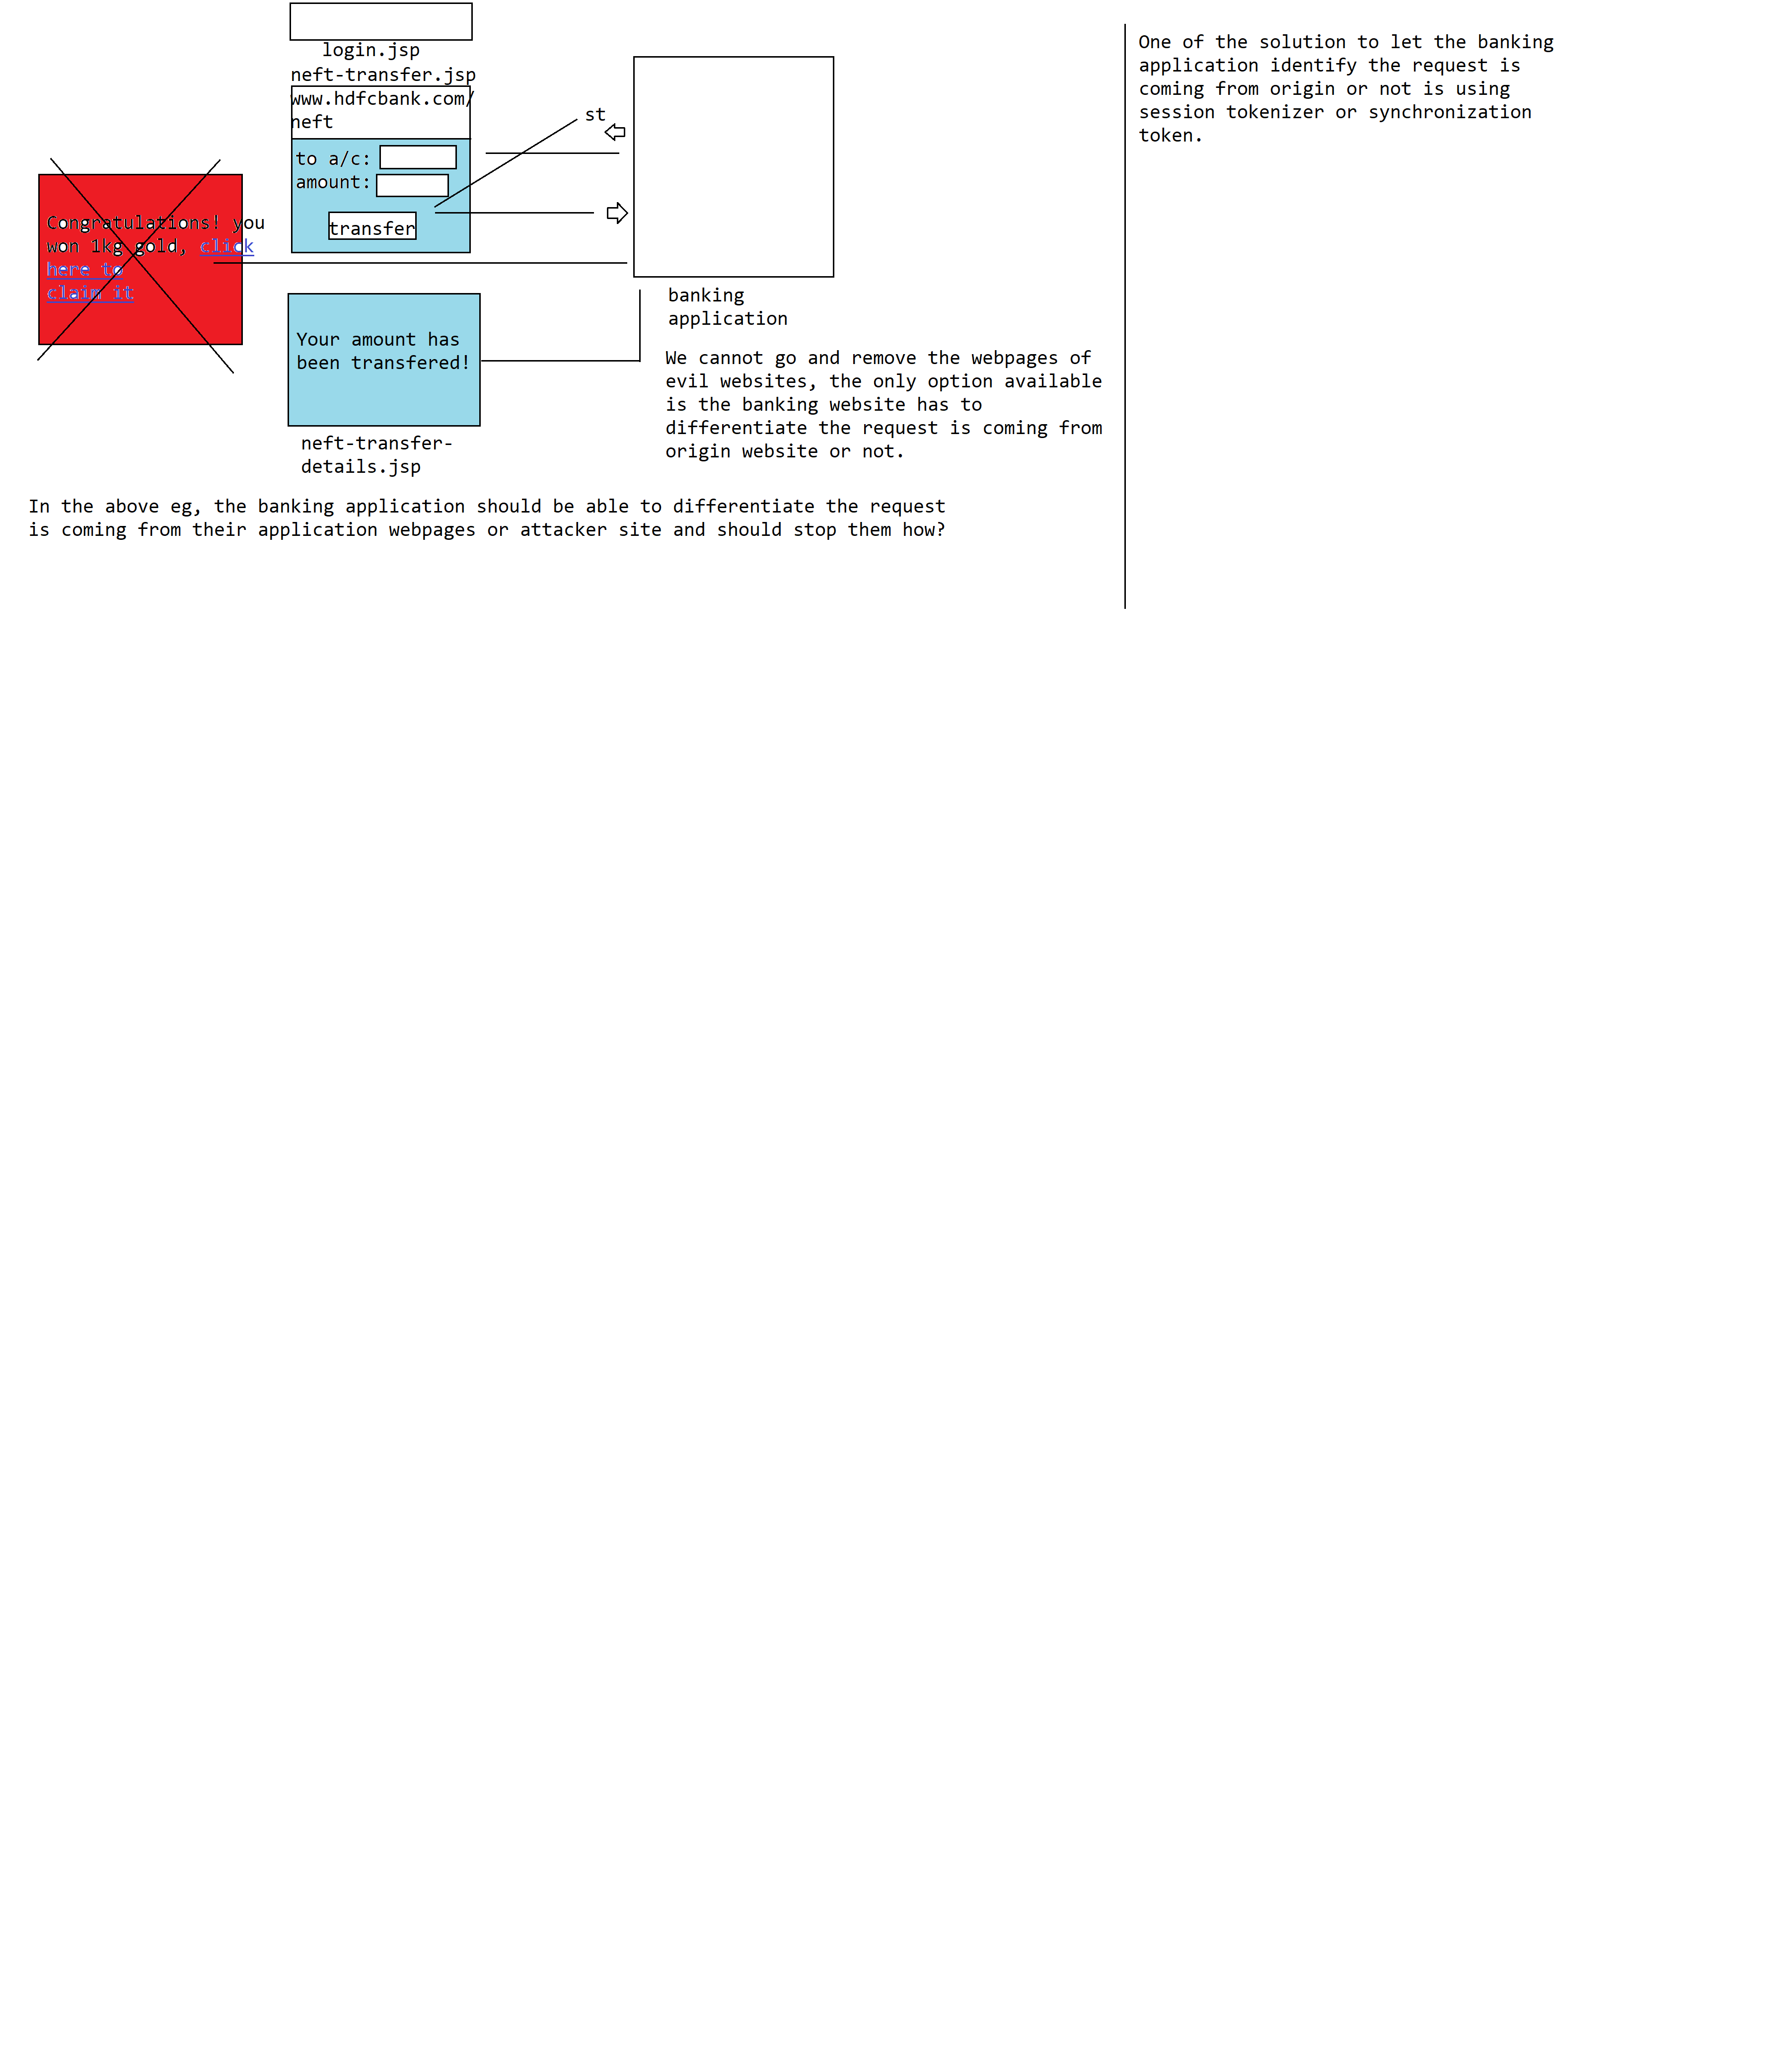 login.jsp
neft-transfer.jsp
www.hdfcbank.com/
neft
st
to a/c:
amount:
transfer
Congratulations! you
won 1kg gold, click
here to
claim it
banking
application
Your amount has
been transfered!
neft-transfer-
details.jsp
We cannot go and remove the webpages of
evil websites, the only option available
is the banking website has to
differentiate the request is coming from
origin website or not.
In the above eg, the banking application should be able to differentiate the request
is coming from their application webpages or attacker site and should stop them how?
One of the solution to let the banking
application identify the request is
coming from origin or not is using
session tokenizer or synchronization
token.